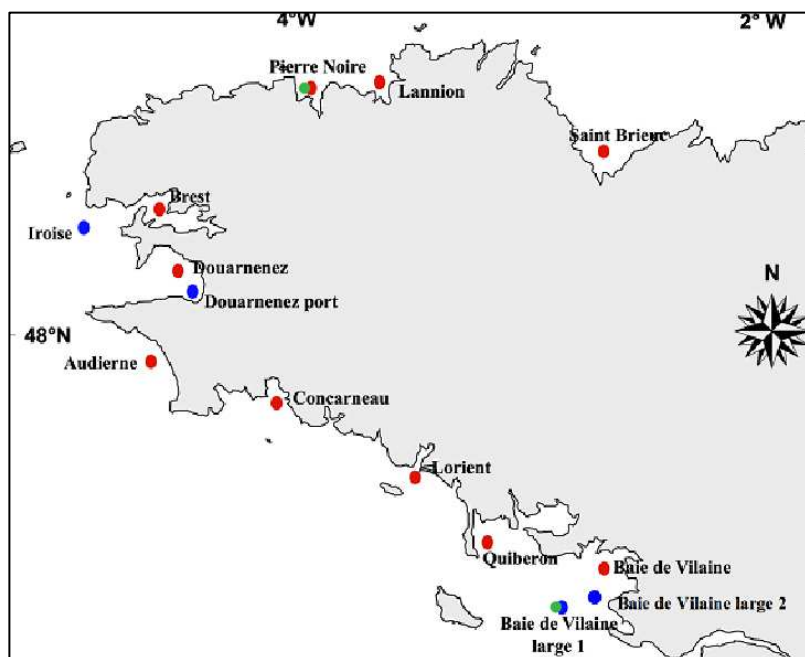 4°W
2° W
Pierre Noire
Lannion
Saint Brieuc
Brest
Iroise
Douarnenez
N
Douarnenez port
48°N
Audierne
Concarneau
Lorient
Quiberon
Baie de Vilaine
Baie de Vilaine large 2
Baie de Vilaine
large 1